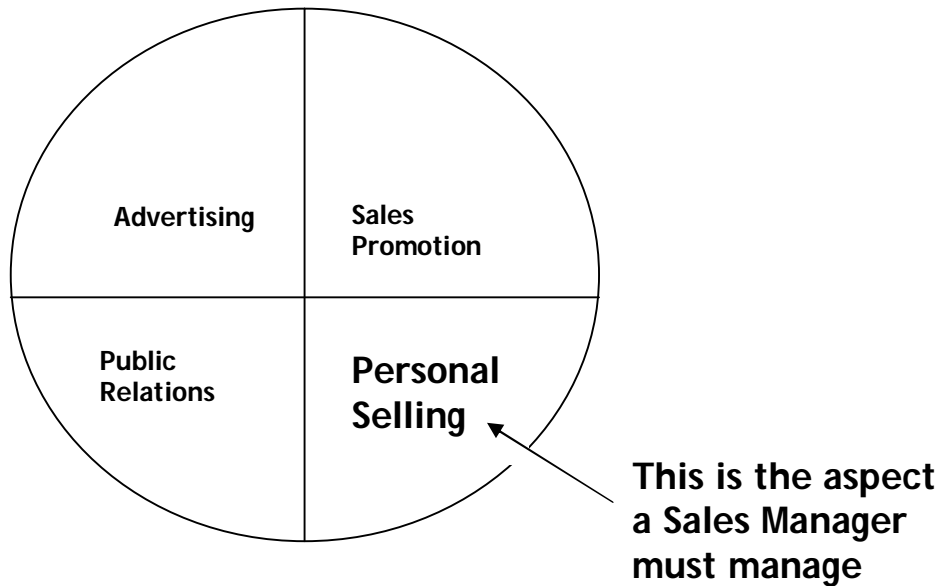 Advertising
Sales
Promotion
Public
Relations
Personal
Selling
This is the aspect
a Sales Manager
must manage